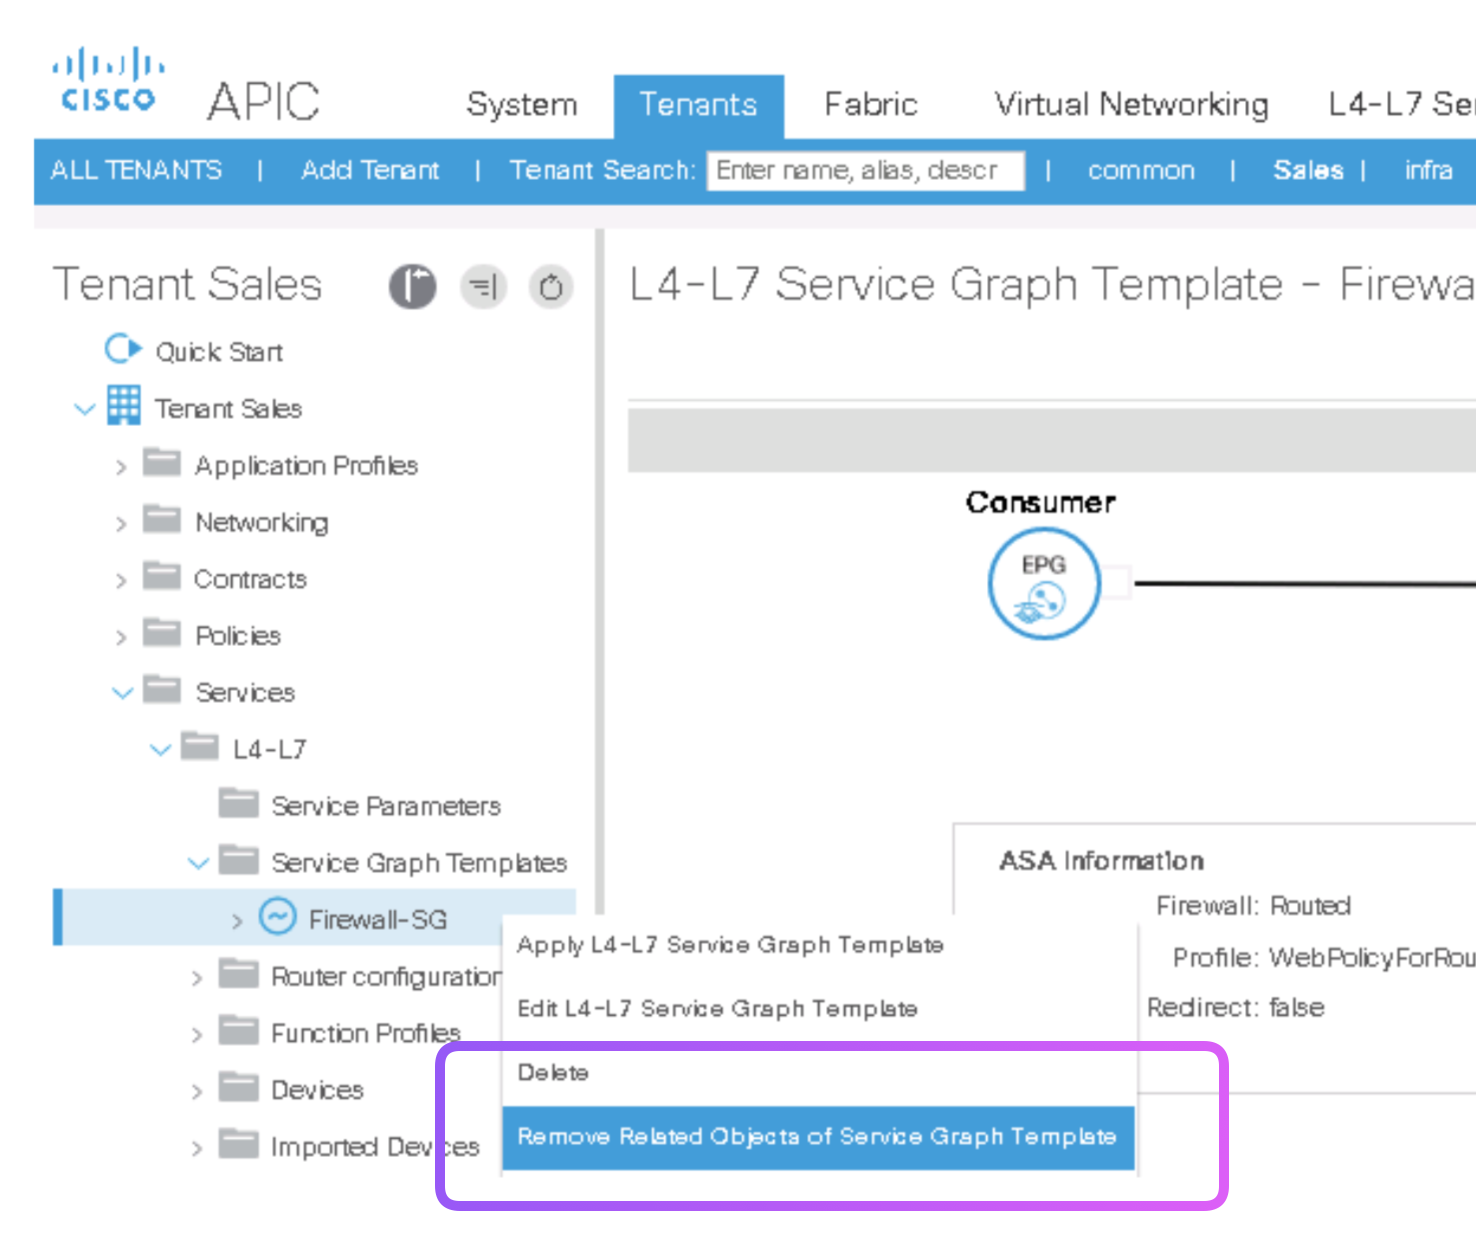 CISCO
APIC
System
Tenants
Fabric
Virtual Networking
L4-L7 Ser
ALL TENANTS | Add Tenant | Tenant Search: Enter name, alias, descr | common | Sales | infra
Tenant Sales
L4-L7 Service Graph Template - Firewa
Quick Start
Tenant Sales
Application Profiles
Networking
Contracts
Policies
Services
L4-L7
Service Parameters
Service Graph Templates
Firewall-SG
Router configuration
Function Profiles
Devices
Imported Devices
Apply L4-L7 Service Graph Template
Edit L4-L7 Service Graph Template
Delete
Remove Related Objects of Service Graph Template
Consumer
EPG
ASA Information
Firewall: Routed
Profile: WebPolicyForRou
Redirect: false